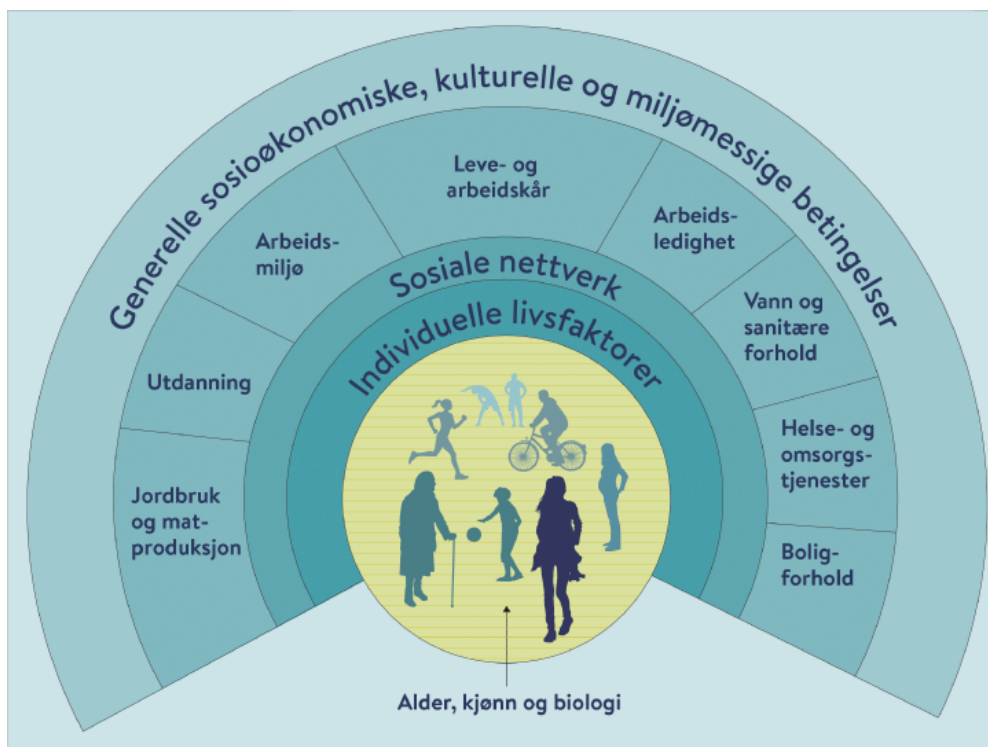 Generelle sosioøkonomiske, kulturelle og miljømessige betingelser
Leve- og
arbeidskår
Arbeids-
miljø
Arbeids-
ledighet
Sosiale nettverk
Individuelle livsfaktorer
Vann og
sanitære
forhold
Utdanning
Helse- og
omsorgs-
tjenester
Jordbruk
og mat-
produksjon
Bolig-
forhold
Alder, kjønn og biologi